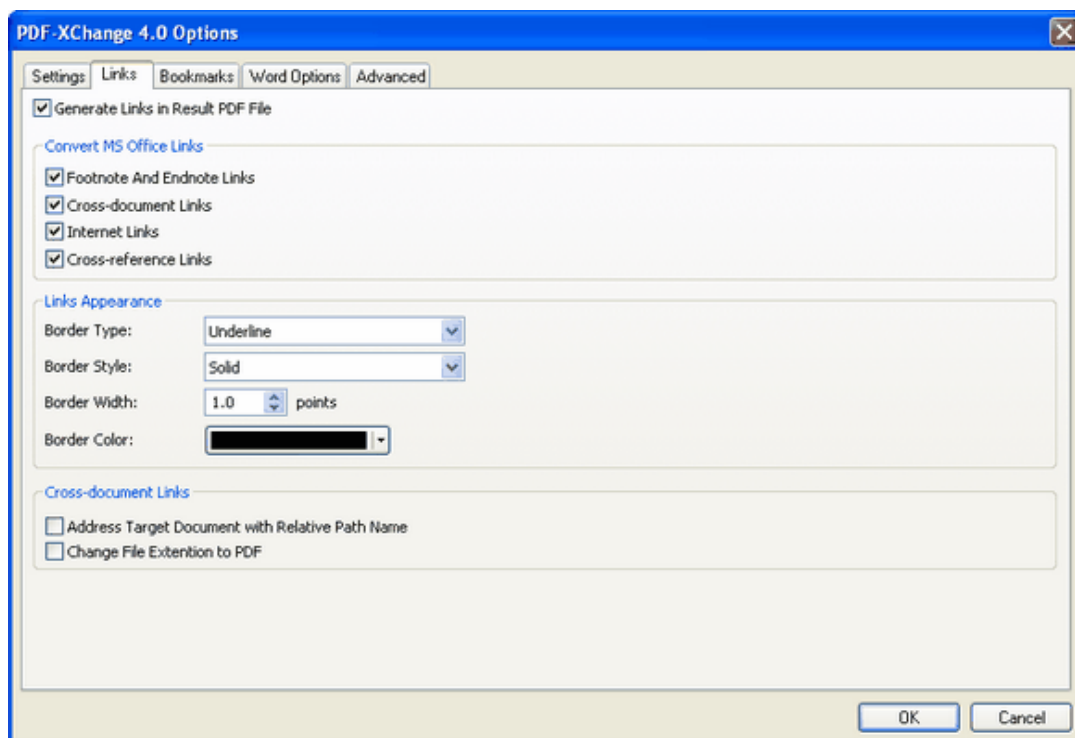 PDF-XChange 4.0 Options
Settings Links Bookmarks Word Options Advanced
Generate Links in Result PDF File
Convert MS Office Links
Footnote And Endnote Links
Cross-document Links
Internet Links
Cross-reference Links
Links Appearance
Border Type: Underline
Border Style: Solid
Border Width: 1.0 points
Border Color:
Cross-document Links
Address Target Document with Relative Path Name
Change File Extention to PDF
OK Cancel